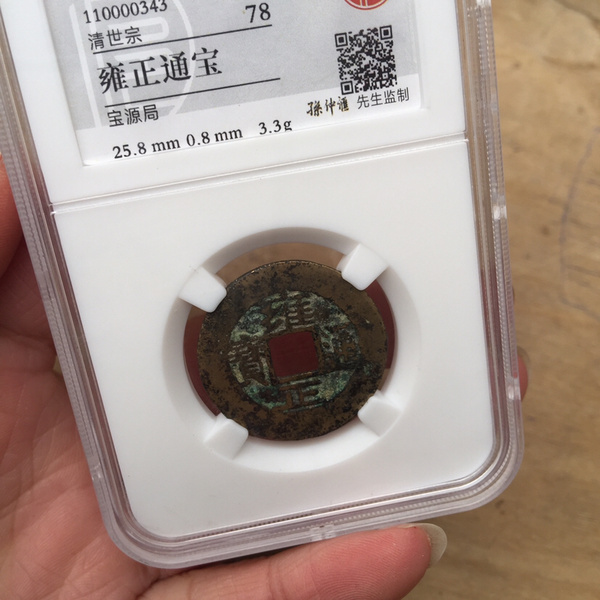 110000343 78
清世宗
雍正通宝
宝源局
孫仲滙 先生监制
25.8 mm 0.8 mm 3.3g
雍正通寶